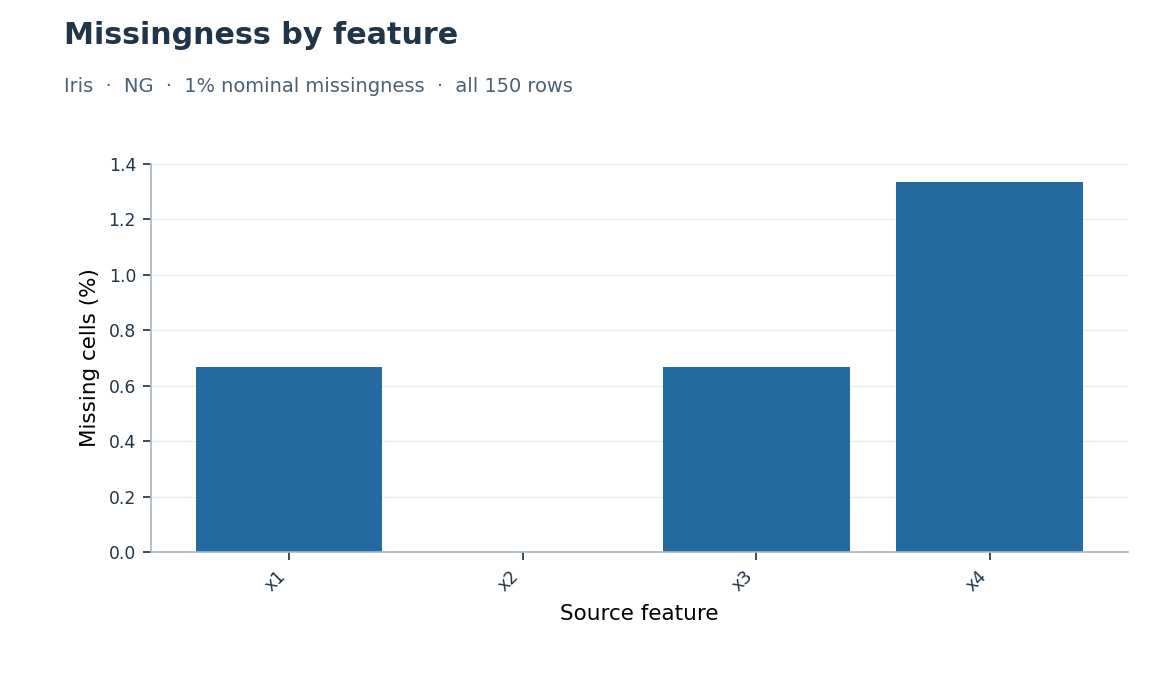 Missingness by feature
Iris · NG · 1% nominal missingness · all 150 rows
1.4
1.2
1.0
0.8
0.6
0.4
0.2
0.0
Missing cells (%)
x1
x2
x3
x4
Source feature